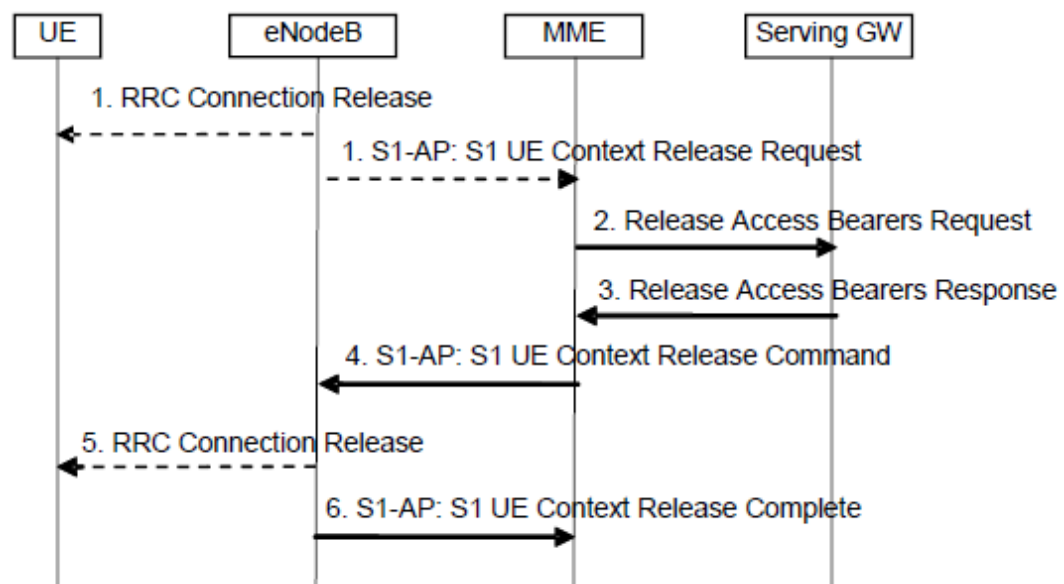 UE
eNodeB
MME
Serving GW
1. RRC Connection Release
1. S1-AP: S1 UE Context Release Request
2. Release Access Bearers Request
3. Release Access Bearers Response
4. S1-AP: S1 UE Context Release Command
5. RRC Connection Release
6. S1-AP: S1 UE Context Release Complete